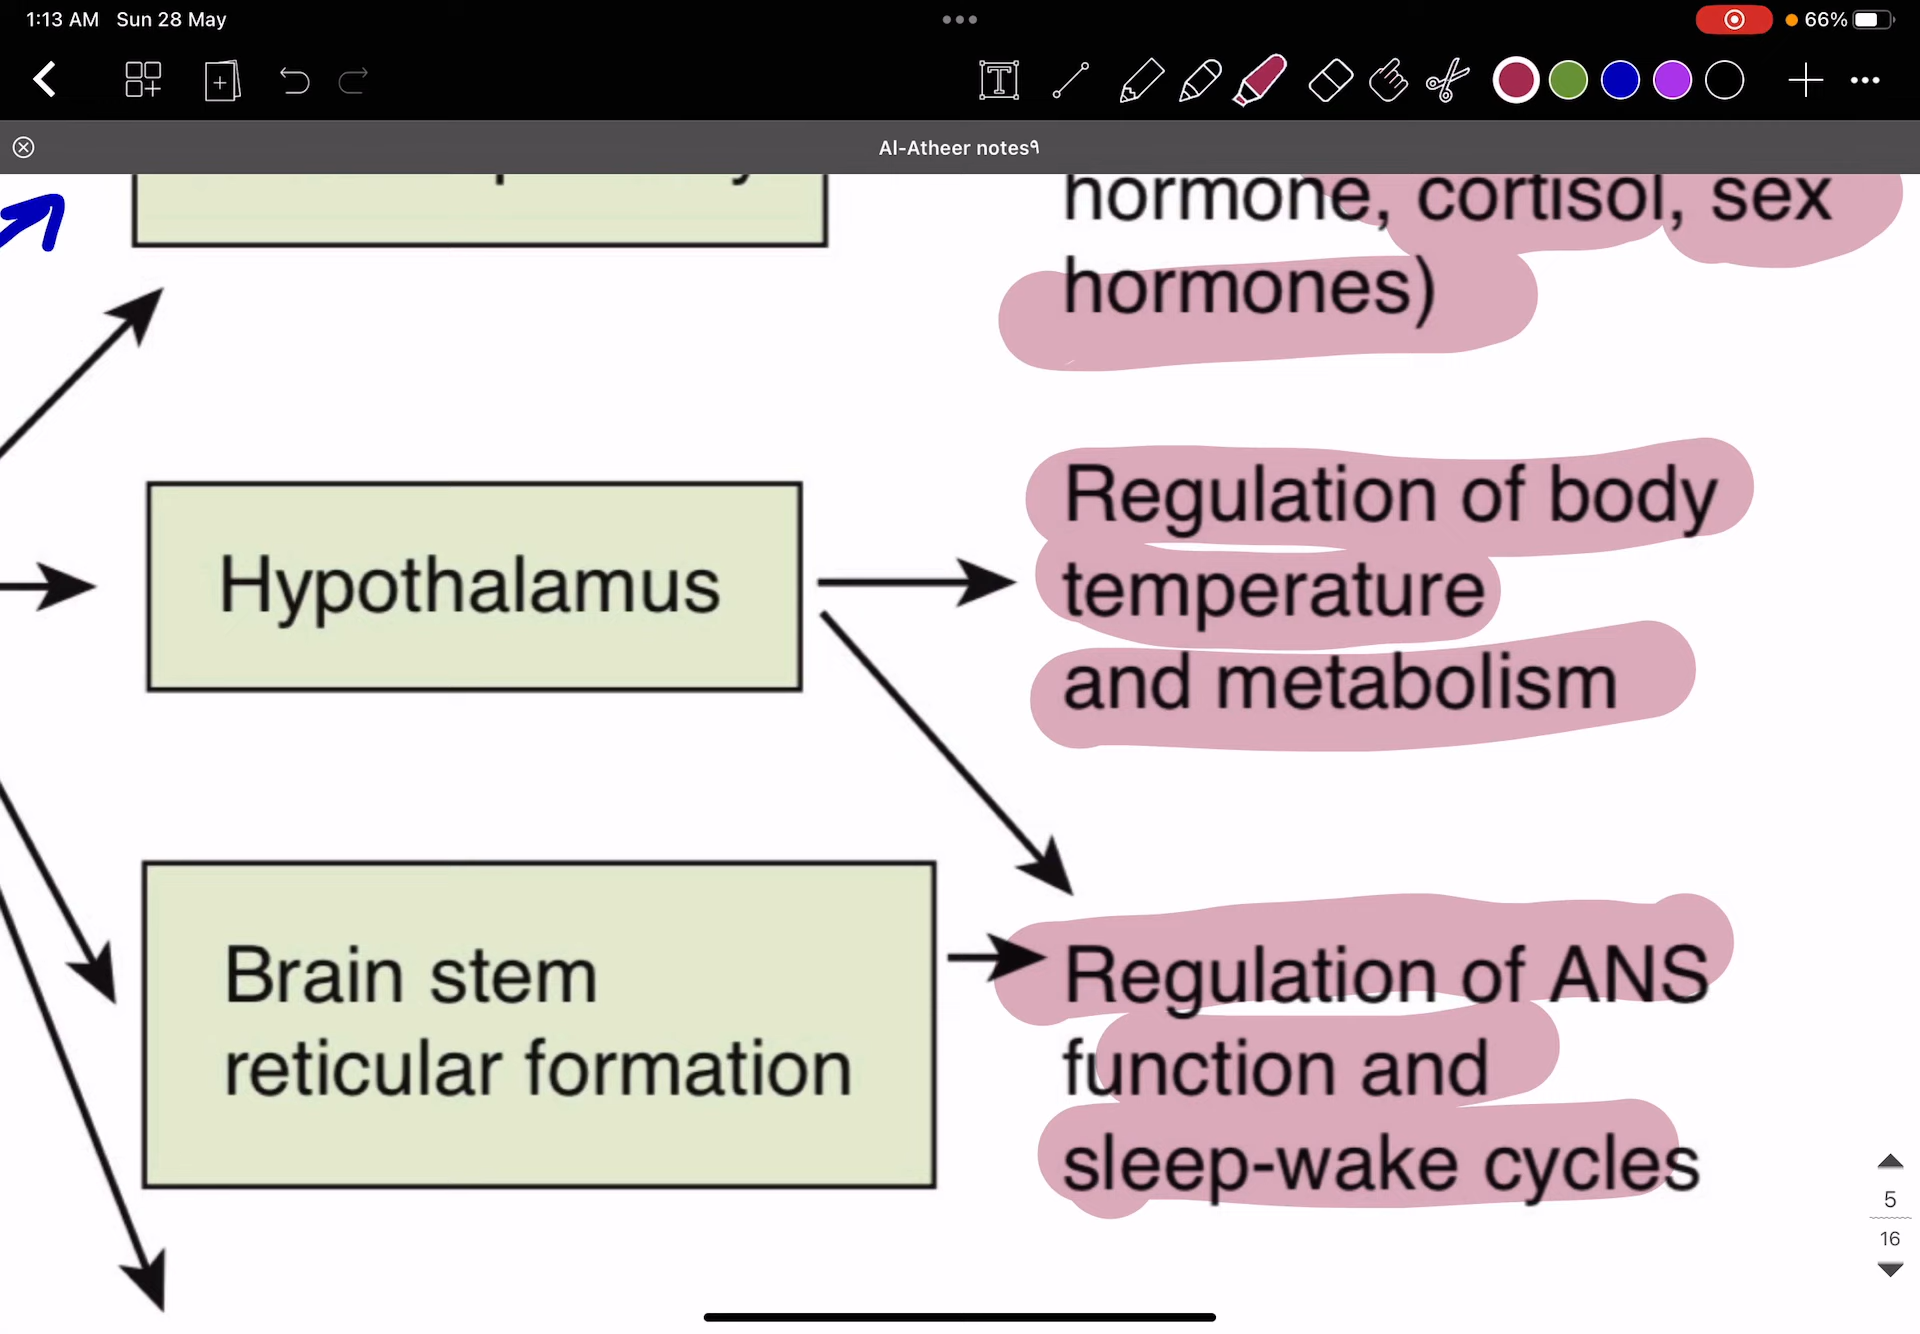 1:13 AM Sun 28 May
66%
T
Al-Atheer notes٩
hormone, cortisol, sex
hormones)
Hypothalamus
Regulation of body
temperature
and metabolism
Brain stem
reticular formation
Regulation of ANS
function and
sleep-wake cycles
5
16